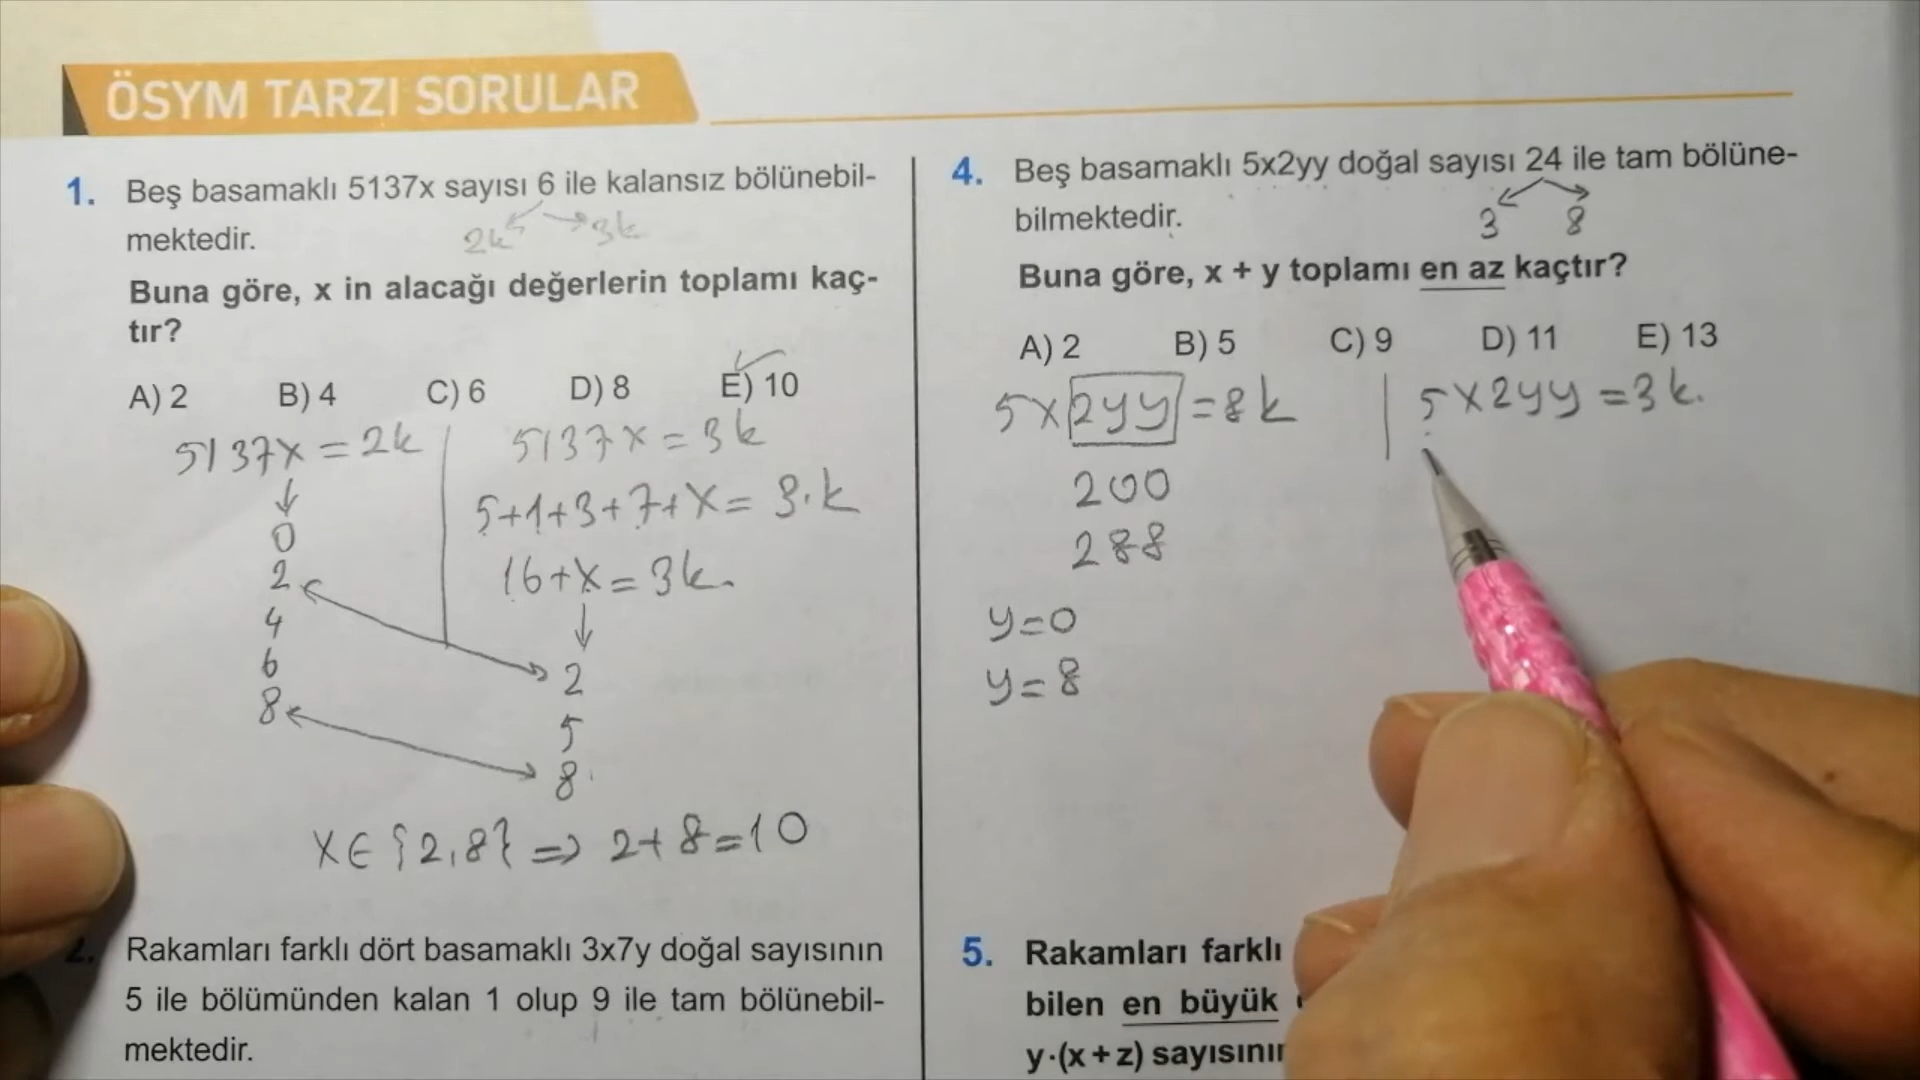 ÖSYM TARZI SORULAR
1. Beş basamaklı 5137x sayısı 6 ile kalansız bölünebil-
mektedir.
2k 3k
Buna göre, x in alacağı değerlerin toplamı kaç-
tır?
A) 2 B) 4 C) 6 D) 8 E) 10
5137x = 2k
0
2
4
6
8
5137x = 3k
5+1+3+7+x = 3.k
16+x = 3k.
2
5
8
x∈{2,8} => 2+8=10
2. Rakamları farklı dört basamaklı 3x7y doğal sayısının
5 ile bölümünden kalan 1 olup 9 ile tam bölünebil-
mektedir.
4. Beş basamaklı 5x2yy doğal sayısı 24 ile tam bölüne-
bilmektedir.
3 8
Buna göre, x + y toplamı en az kaçtır?
A) 2 B) 5 C) 9 D) 11 E) 13
5x2yy = 8k
200
288
y=0
y=8
5x2yy = 3k.
5. Rakamları farklı
bilen en büyük
y·(x+z) sayısının